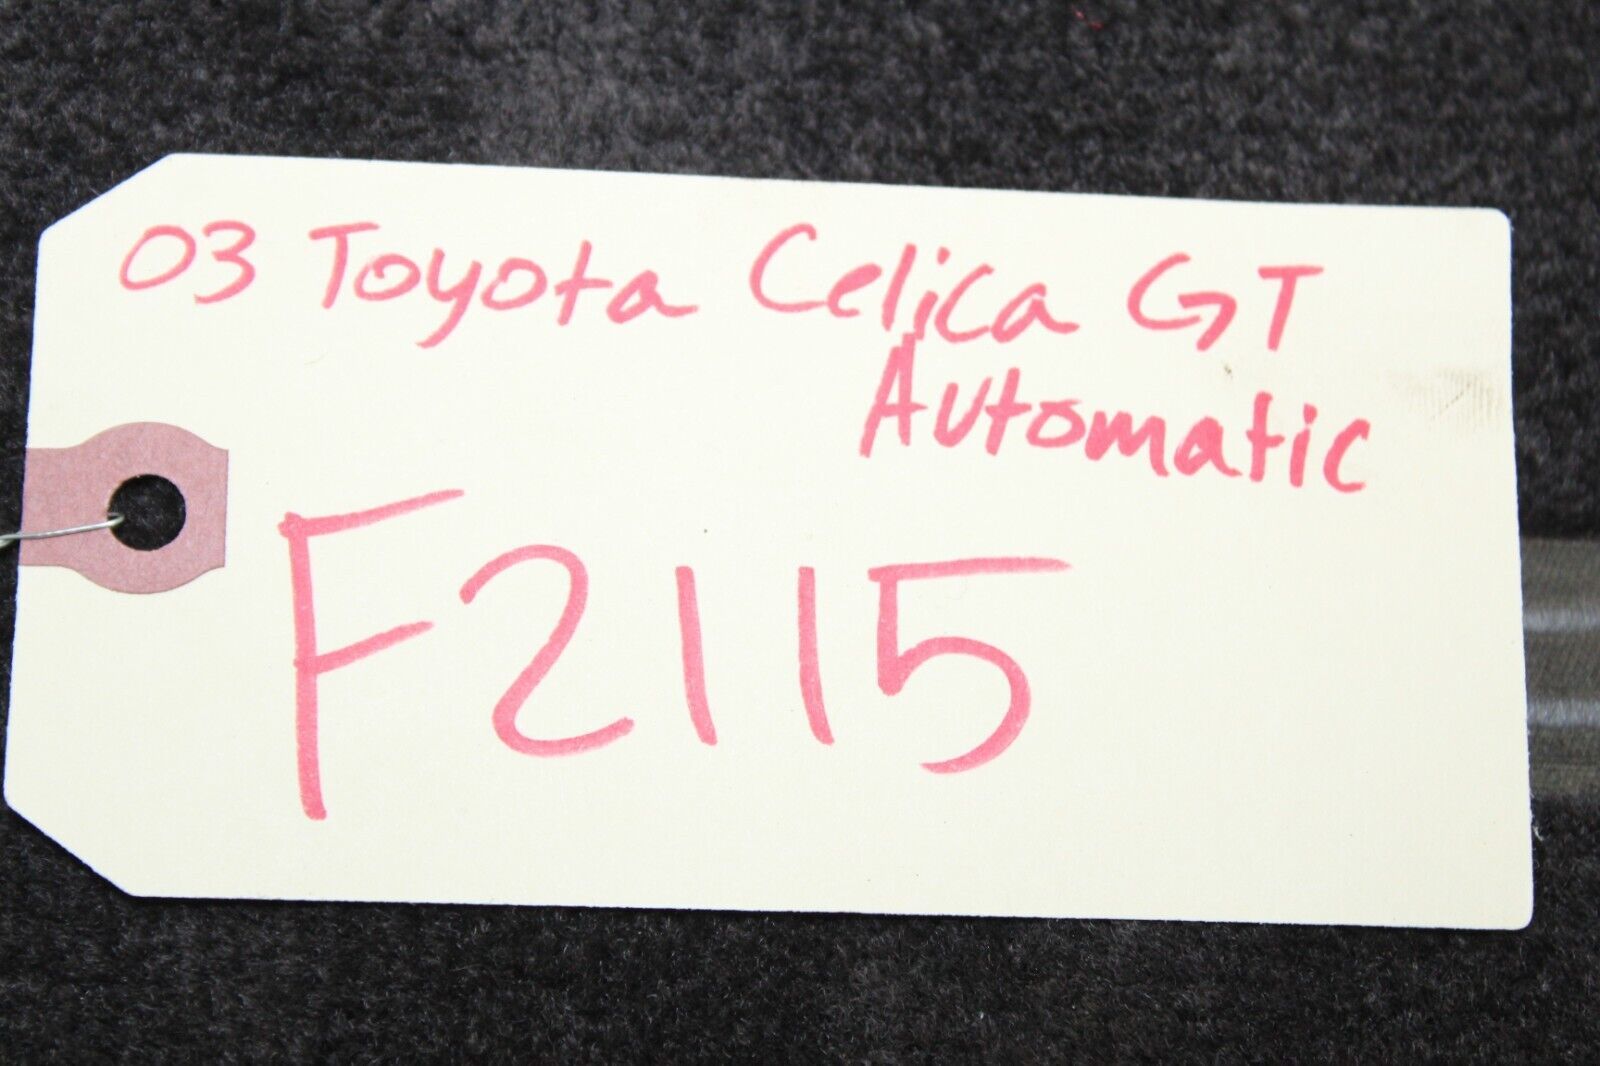 03 Toyota Celica GT
Automatic
F2115